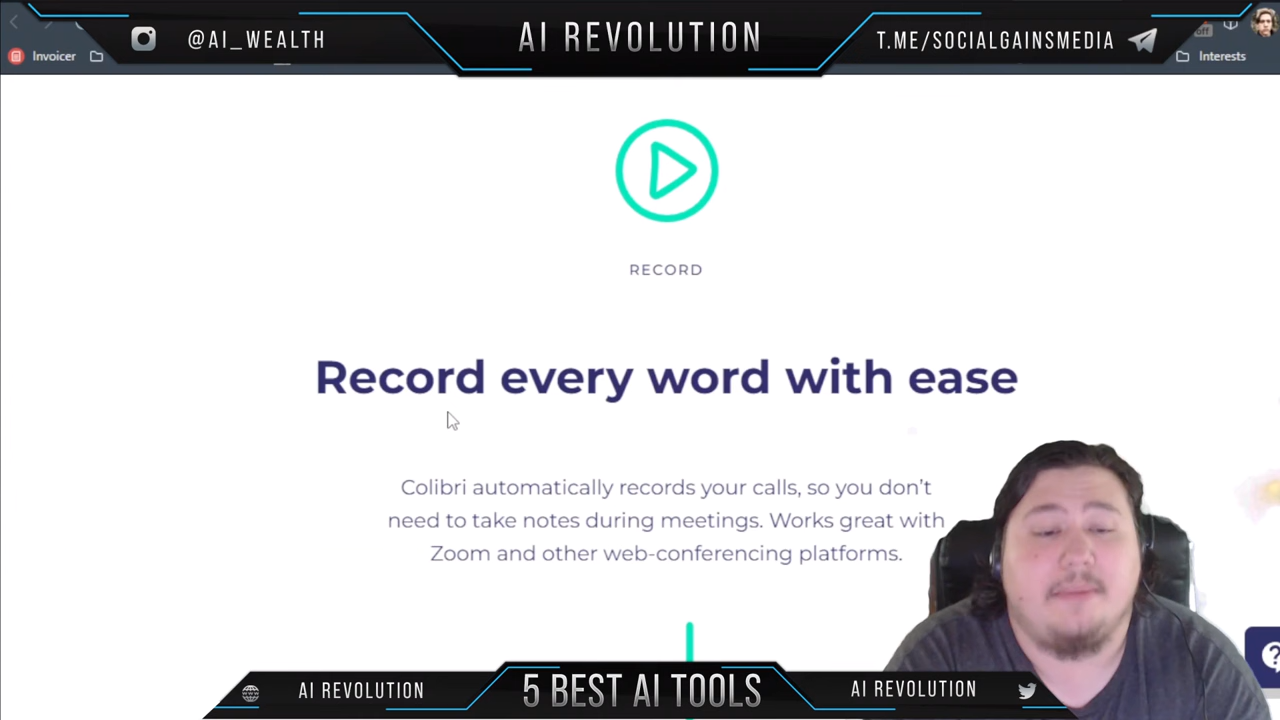 @AI_WEALTH
AI REVOLUTION
T.ME/SOCIALGAINSMEDIA
off
Invoicer
Interests
RECORD
Record every word with ease
Colibri automatically records your calls, so you don't
need to take notes during meetings. Works great with
Zoom and other web-conferencing platforms.
?
AI REVOLUTION
5 BEST AI TOOLS
AI REVOLUTION